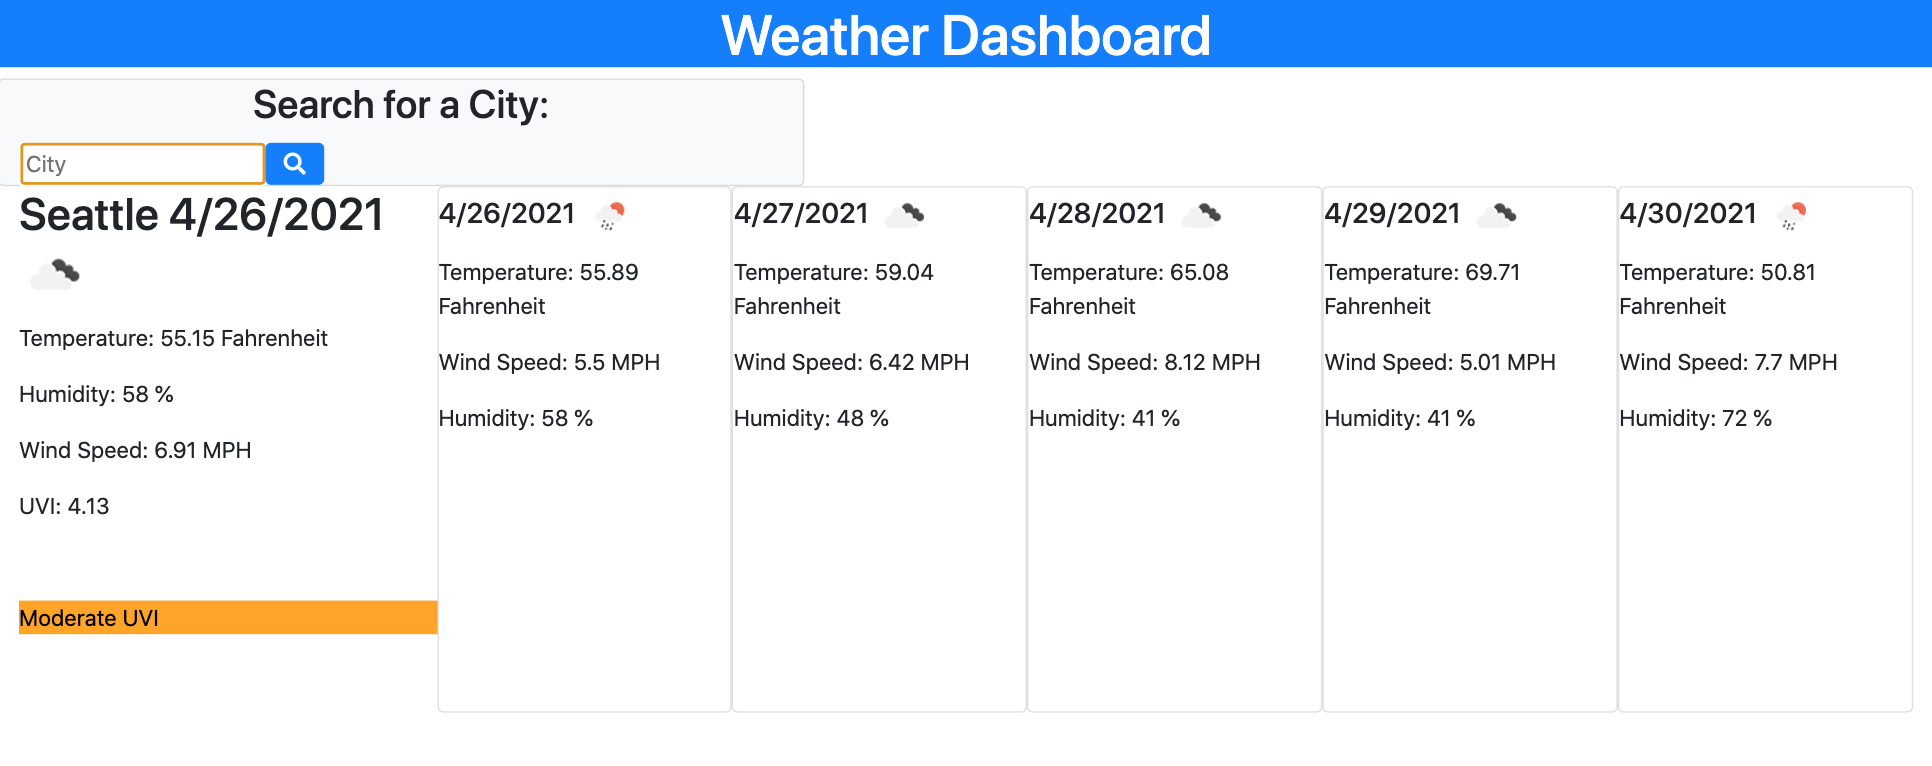 Weather Dashboard
Search for a City:
City
Seattle 4/26/2021
Temperature: 55.15 Fahrenheit
Humidity: 58 %
Wind Speed: 6.91 MPH
UVI: 4.13
Moderate UVI
4/26/2021
Temperature: 55.89
Fahrenheit
Wind Speed: 5.5 MPH
Humidity: 58 %
4/27/2021
Temperature: 59.04
Fahrenheit
Wind Speed: 6.42 MPH
Humidity: 48 %
4/28/2021
Temperature: 65.08
Fahrenheit
Wind Speed: 8.12 MPH
Humidity: 41 %
4/29/2021
Temperature: 69.71
Fahrenheit
Wind Speed: 5.01 MPH
Humidity: 41 %
4/30/2021
Temperature: 50.81
Fahrenheit
Wind Speed: 7.7 MPH
Humidity: 72 %